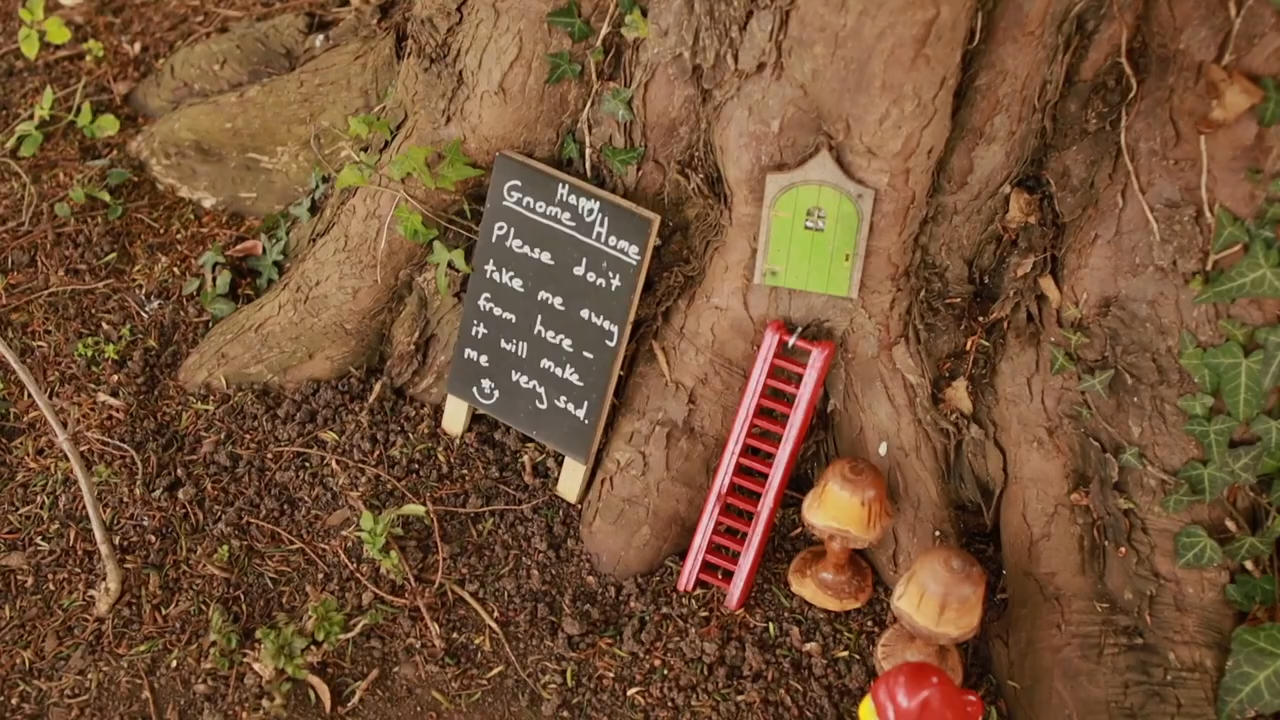 Happy
Gnome Home
Please don't
take me away
from here -
it will make
me very sad.